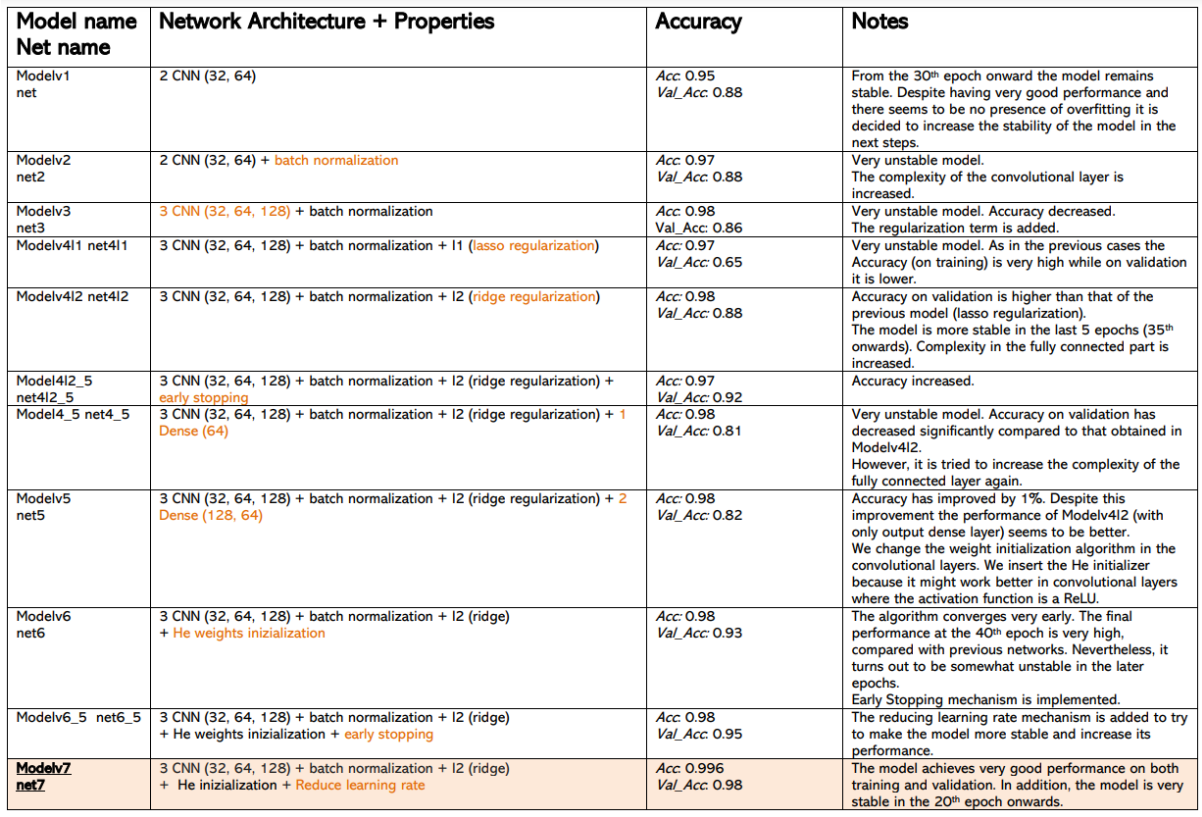 Model name Network Architecture + Properties Accuracy Notes
Net name
Modelv1 2 CNN (32, 64) Acc: 0.95 From the 30th epoch onward the model remains
net Val_Acc: 0.88 stable. Despite having very good performance and
there seems to be no presence of overfitting it is
decided to increase the stability of the model in the
next steps.
Modelv2 2 CNN (32, 64) + batch normalization Acc: 0.97 Very unstable model.
net2 Val_Acc: 0.88 The complexity of the convolutional layer is
increased.
Modelv3 3 CNN (32, 64, 128) + batch normalization Acc: 0.98 Very unstable model. Accuracy decreased.
net3 Val_Acc: 0.86 The regularization term is added.
Modelv4l1 net4l1 3 CNN (32, 64, 128) + batch normalization + l1 (lasso regularization) Acc: 0.97 Very unstable model. As in the previous cases the
Val_Acc: 0.65 Accuracy (on training) is very high while on validation
it is lower.
Modelv4l2 net4l2 3 CNN (32, 64, 128) + batch normalization + l2 (ridge regularization) Acc: 0.98 Accuracy on validation is higher than that of the
Val_Acc: 0.88 previous model (lasso regularization).
The model is more stable in the last 5 epochs (35th
onwards). Complexity in the fully connected part is
increased.
Model4l2_5 3 CNN (32, 64, 128) + batch normalization + l2 (ridge regularization) + Acc: 0.97 Accuracy increased.
net4l2_5 early stopping Val_Acc: 0.92
Model4_5 net4_5 3 CNN (32, 64, 128) + batch normalization + l2 (ridge regularization) + 1 Acc: 0.98 Very unstable model. Accuracy on validation has
Dense (64) Val_Acc: 0.81 decreased significantly compared to that obtained in
Modelv4l2.
However, it is tried to increase the complexity of the
fully connected layer again.
Modelv5 3 CNN (32, 64, 128) + batch normalization + l2 (ridge regularization) + 2 Acc: 0.98 Accuracy has improved by 1%. Despite this
net5 Dense (128, 64) Val_Acc: 0.82 improvement the performance of Modelv4l2 (with
only output dense layer) seems to be better.
We change the weight initialization algorithm in the
convolutional layers. We insert the He initializer
because it might work better in convolutional layers
where the activation function is a ReLU.
Modelv6 3 CNN (32, 64, 128) + batch normalization + l2 (ridge) Acc: 0.98 The algorithm converges very early. The final
net6 + He weights inizialization Val_Acc: 0.93 performance at the 40th epoch is very high,
compared with previous networks. Nevertheless, it
turns out to be somewhat unstable in the later
epochs.
Early Stopping mechanism is implemented.
Modelv6_5 net6_5 3 CNN (32, 64, 128) + batch normalization + l2 (ridge) Acc: 0.98 The reducing learning rate mechanism is added to try
+ He weights inizialization + early stopping Val_Acc: 0.95 to make the model more stable and increase its
performance.
Modelv7 3 CNN (32, 64, 128) + batch normalization + l2 (ridge) Acc: 0.996 The model achieves very good performance on both
net7 + He inizialization + Reduce learning rate Val_Acc: 0.98 training and validation. In addition, the model is very
stable in the 20th epoch onwards.